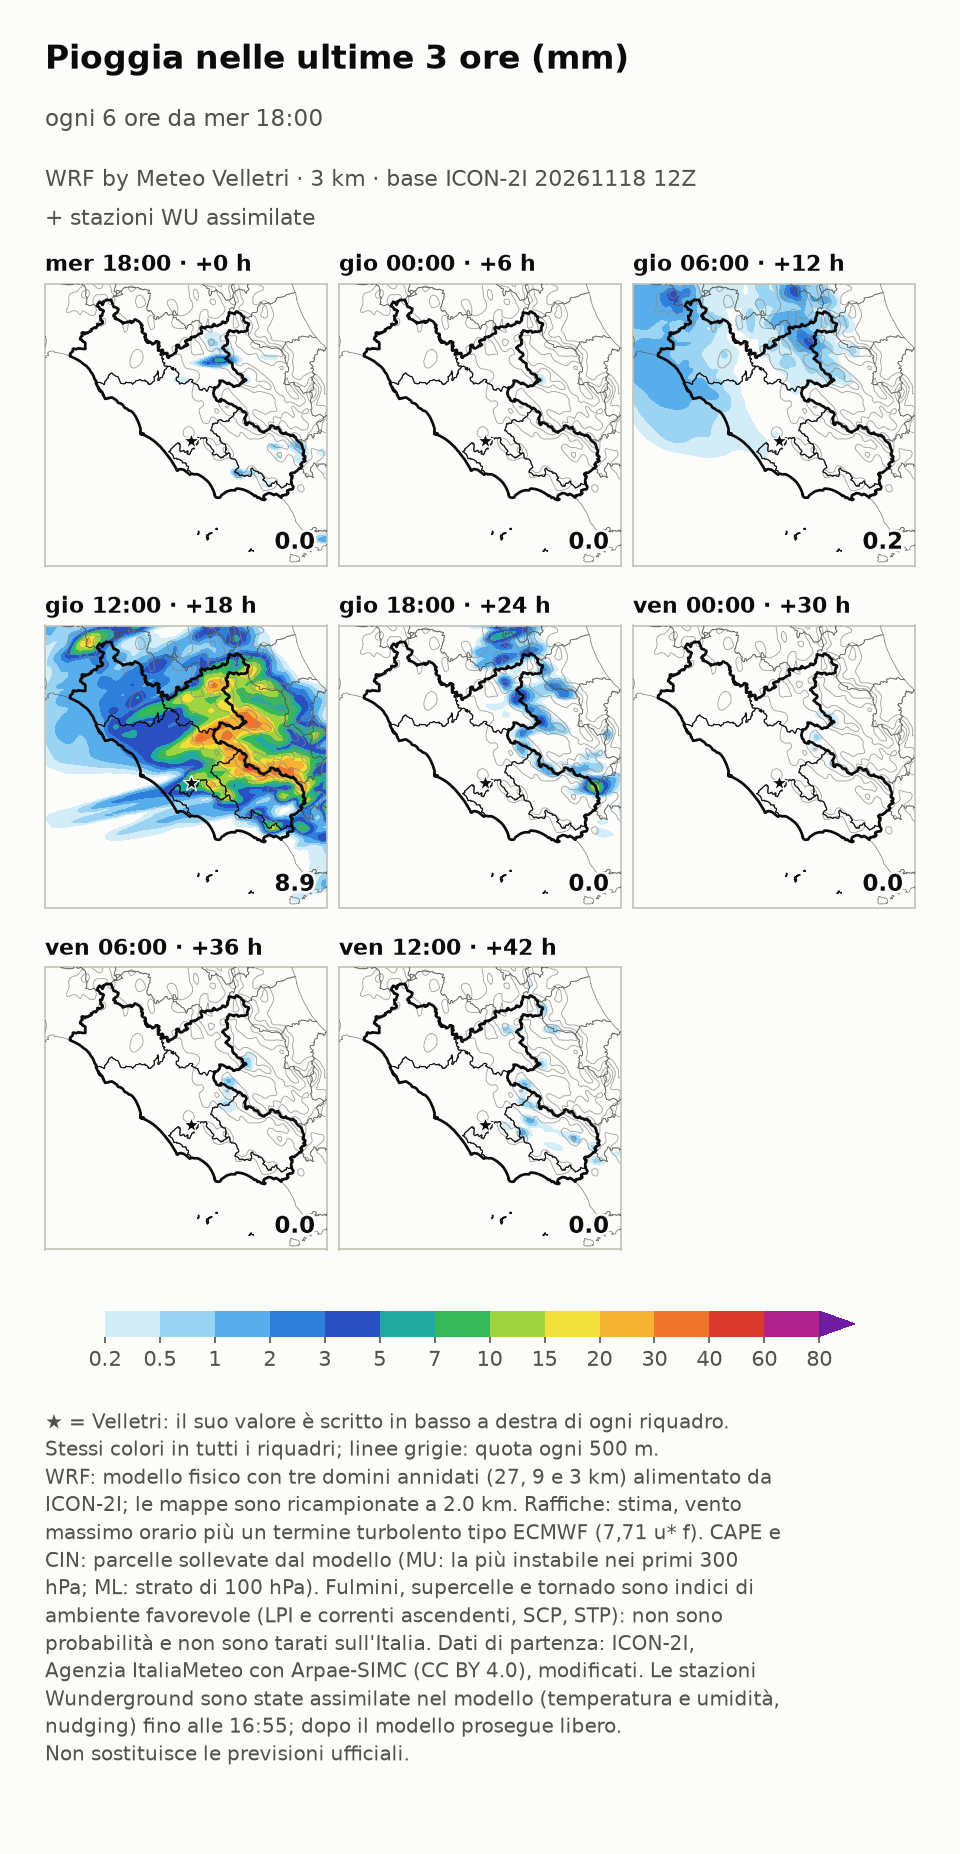 Pioggia nelle ultime 3 ore (mm)
ogni 6 ore da mer 18:00
WRF by Meteo Velletri · 3 km · base ICON-2I 20261118 12Z
+ stazioni WU assimilate
mer 18:00 · +0 h
gio 00:00 · +6 h
gio 06:00 · +12 h
0.0
0.0
0.2
gio 12:00 · +18 h
gio 18:00 · +24 h
ven 00:00 · +30 h
8.9
0.0
0.0
ven 06:00 · +36 h
ven 12:00 · +42 h
0.0
0.0
0.2 0.5 1 2 3 5 7 10 15 20 30 40 60 80
★ = Velletri: il suo valore è scritto in basso a destra di ogni riquadro.
Stessi colori in tutti i riquadri; linee grigie: quota ogni 500 m.
WRF: modello fisico con tre domini annidati (27, 9 e 3 km) alimentato da
ICON-2I; le mappe sono ricampionate a 2.0 km. Raffiche: stima, vento
massimo orario più un termine turbolento tipo ECMWF (7,71 u* f). CAPE e
CIN: parcelle sollevate dal modello (MU: la più instabile nei primi 300
hPa; ML: strato di 100 hPa). Fulmini, supercelle e tornado sono indici di
ambiente favorevole (LPI e correnti ascendenti, SCP, STP): non sono
probabilità e non sono tarati sull'Italia. Dati di partenza: ICON-2I,
Agenzia ItaliaMeteo con Arpae-SIMC (CC BY 4.0), modificati. Le stazioni
Wunderground sono state assimilate nel modello (temperatura e umidità,
nudging) fino alle 16:55; dopo il modello prosegue libero.
Non sostituisce le previsioni ufficiali.